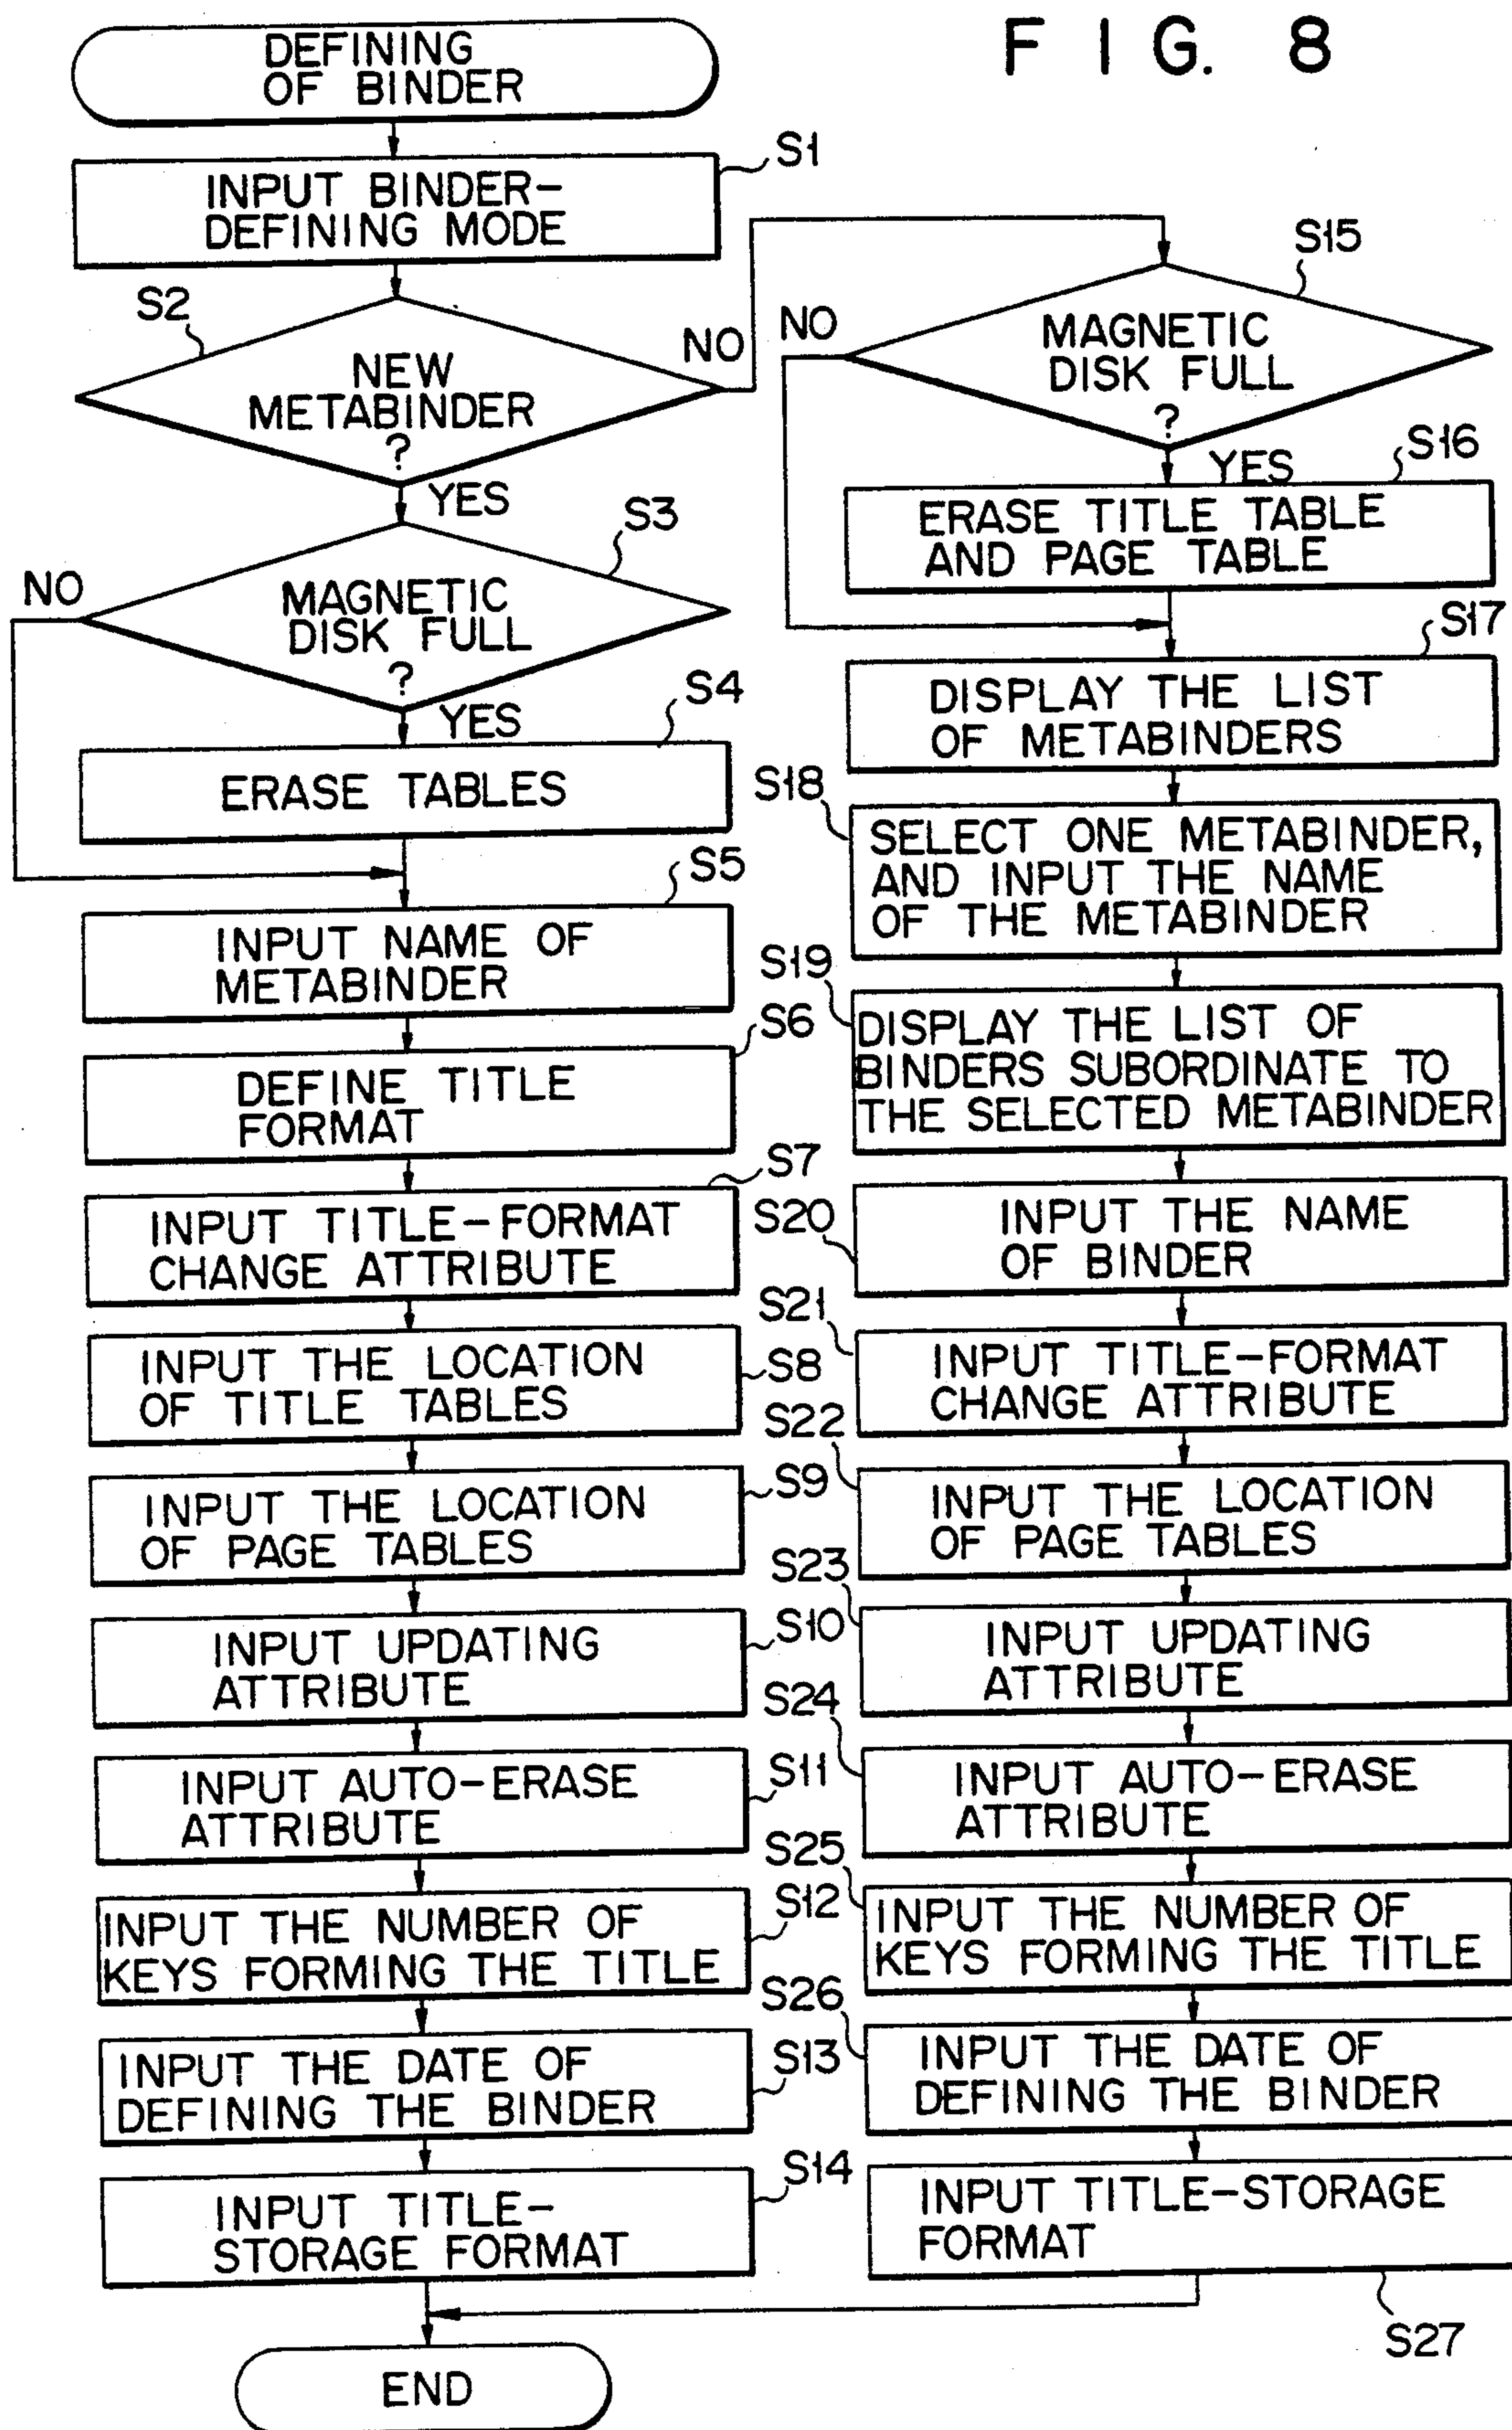 F I G. 8
DEFINING
OF BINDER
S1
INPUT BINDER-
DEFINING MODE
S2
NEW
METABINDER
?
NO
YES
S3
NO
MAGNETIC
DISK FULL
?
YES
S4
ERASE TABLES
S5
INPUT NAME OF
METABINDER
S6
DEFINE TITLE
FORMAT
S7
INPUT TITLE-FORMAT
CHANGE ATTRIBUTE
S8
INPUT THE LOCATION
OF TITLE TABLES
S9
INPUT THE LOCATION
OF PAGE TABLES
S10
INPUT UPDATING
ATTRIBUTE
S11
INPUT AUTO-ERASE
ATTRIBUTE
S12
INPUT THE NUMBER OF
KEYS FORMING THE TITLE
S13
INPUT THE DATE OF
DEFINING THE BINDER
S14
INPUT TITLE-
STORAGE FORMAT
END
S15
NO
MAGNETIC
DISK FULL
?
YES
S16
ERASE TITLE TABLE
AND PAGE TABLE
S17
DISPLAY THE LIST
OF METABINDERS
S18
SELECT ONE METABINDER,
AND INPUT THE NAME
OF THE METABINDER
S19
DISPLAY THE LIST OF
BINDERS SUBORDINATE TO
THE SELECTED METABINDER
S20
INPUT THE NAME
OF BINDER
S21
INPUT TITLE-FORMAT
CHANGE ATTRIBUTE
S22
INPUT THE LOCATION
OF PAGE TABLES
S23
INPUT UPDATING
ATTRIBUTE
S24
INPUT AUTO-ERASE
ATTRIBUTE
S25
INPUT THE NUMBER OF
KEYS FORMING THE TITLE
S26
INPUT THE DATE OF
DEFINING THE BINDER
INPUT TITLE-STORAGE
FORMAT
S27